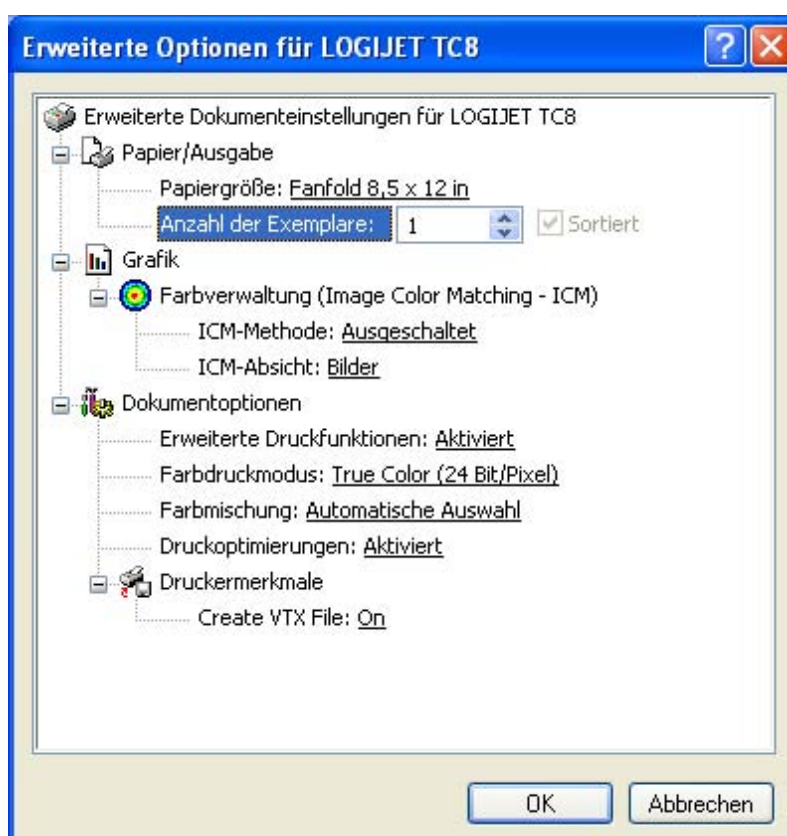 Erweiterte Optionen für LOGIJET TC8
Erweiterte Dokumenteinstellungen für LOGIJET TC8
Papier/Ausgabe
Papiergröße: Fanfold 8,5 x 12 in
Anzahl der Exemplare: 1 Sortiert
Grafik
Farbverwaltung (Image Color Matching - ICM)
ICM-Methode: Ausgeschaltet
ICM-Absicht: Bilder
Dokumentoptionen
Erweiterte Druckfunktionen: Aktiviert
Farbdruckmodus: True Color (24 Bit/Pixel)
Farbmischung: Automatische Auswahl
Druckoptimierungen: Aktiviert
Druckermerkmale
Create VTX File: On
OK Abbrechen